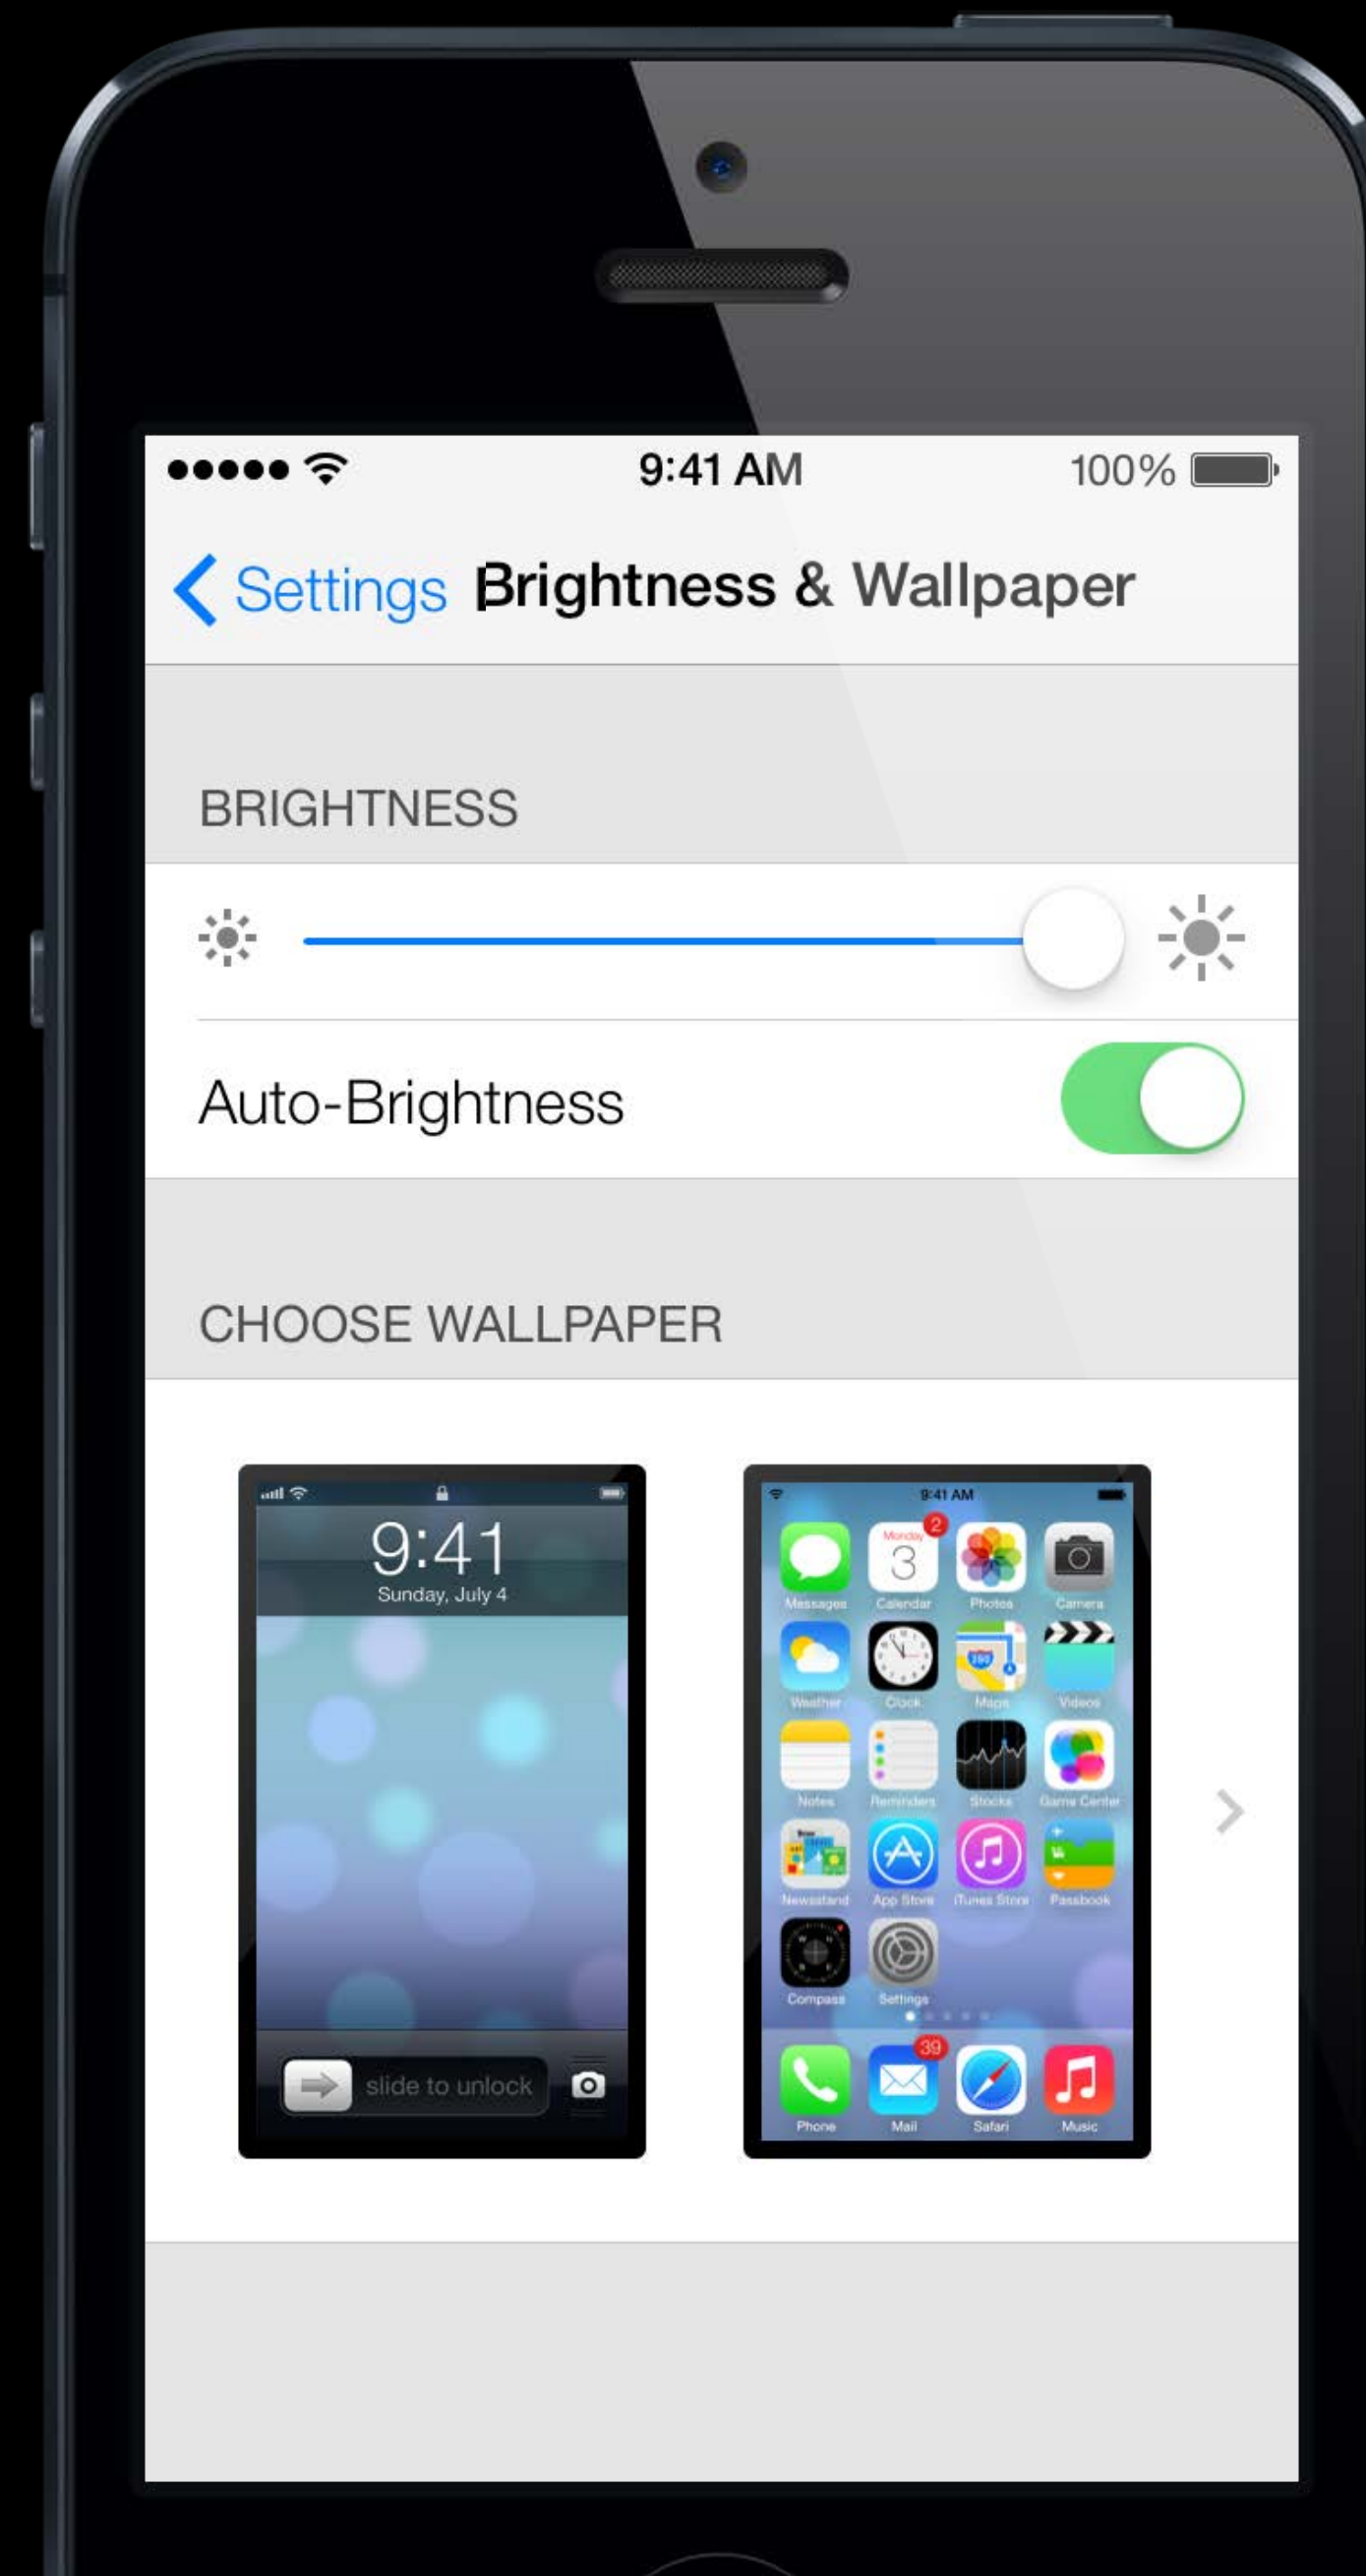 9:41 AM 100%
Settings Brightness & Wallpaper
BRIGHTNESS
Auto-Brightness
CHOOSE WALLPAPER
9:41
Sunday, July 4
slide to unlock
9:41 AM
Monday 2
3
Messages Calendar Photos Camera
280
Weather Clock Maps Videos
Notes Reminders Stocks Game Center
Newsstand App Store iTunes Store Passbook
Compass Settings
39
Phone Mail Safari Music